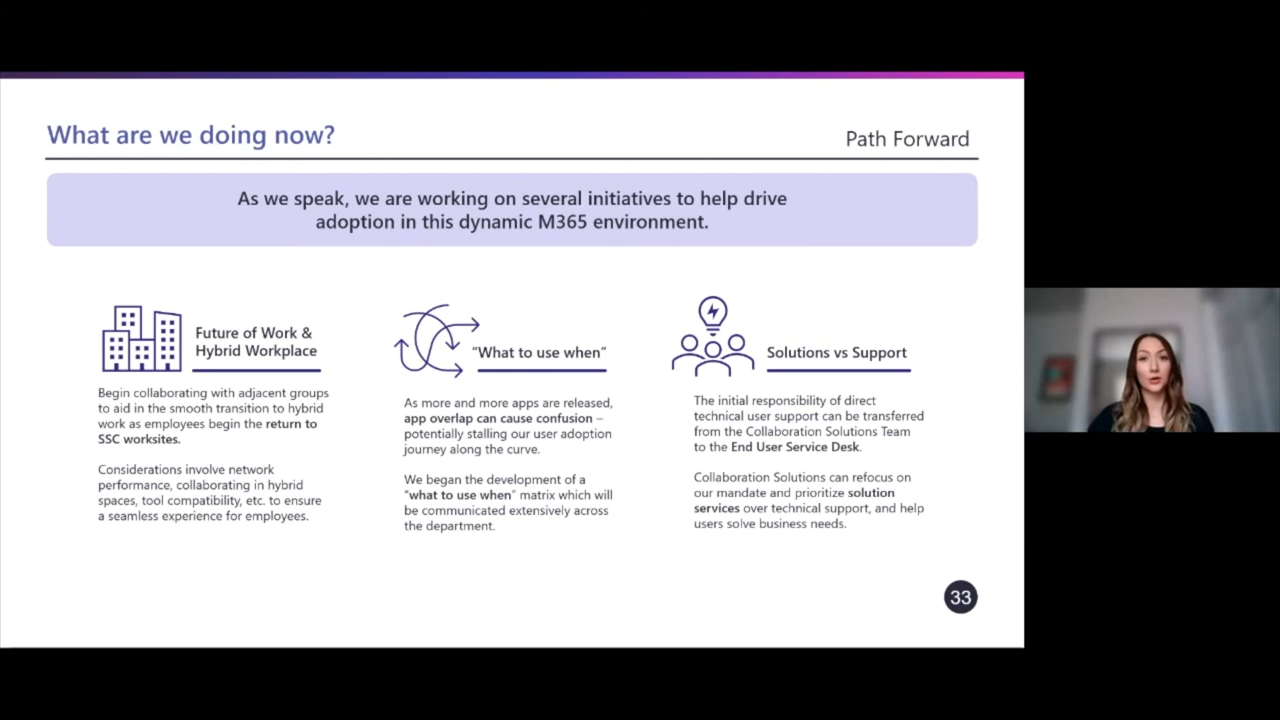 What are we doing now?
Path Forward
As we speak, we are working on several initiatives to help drive
adoption in this dynamic M365 environment.
Future of Work &
Hybrid Workplace
Begin collaborating with adjacent groups
to aid in the smooth transition to hybrid
work as employees begin the return to
SSC worksites.
Considerations involve network
performance, collaborating in hybrid
spaces, tool compatibility, etc. to ensure
a seamless experience for employees.
“What to use when”
As more and more apps are released,
app overlap can cause confusion –
potentially stalling our user adoption
journey along the curve.
We began the development of a
“what to use when” matrix which will
be communicated extensively across
the department.
Solutions vs Support
The initial responsibility of direct
technical user support can be transferred
from the Collaboration Solutions Team
to the End User Service Desk.
Collaboration Solutions can refocus on
our mandate and prioritize solution
services over technical support, and help
users solve business needs.
33